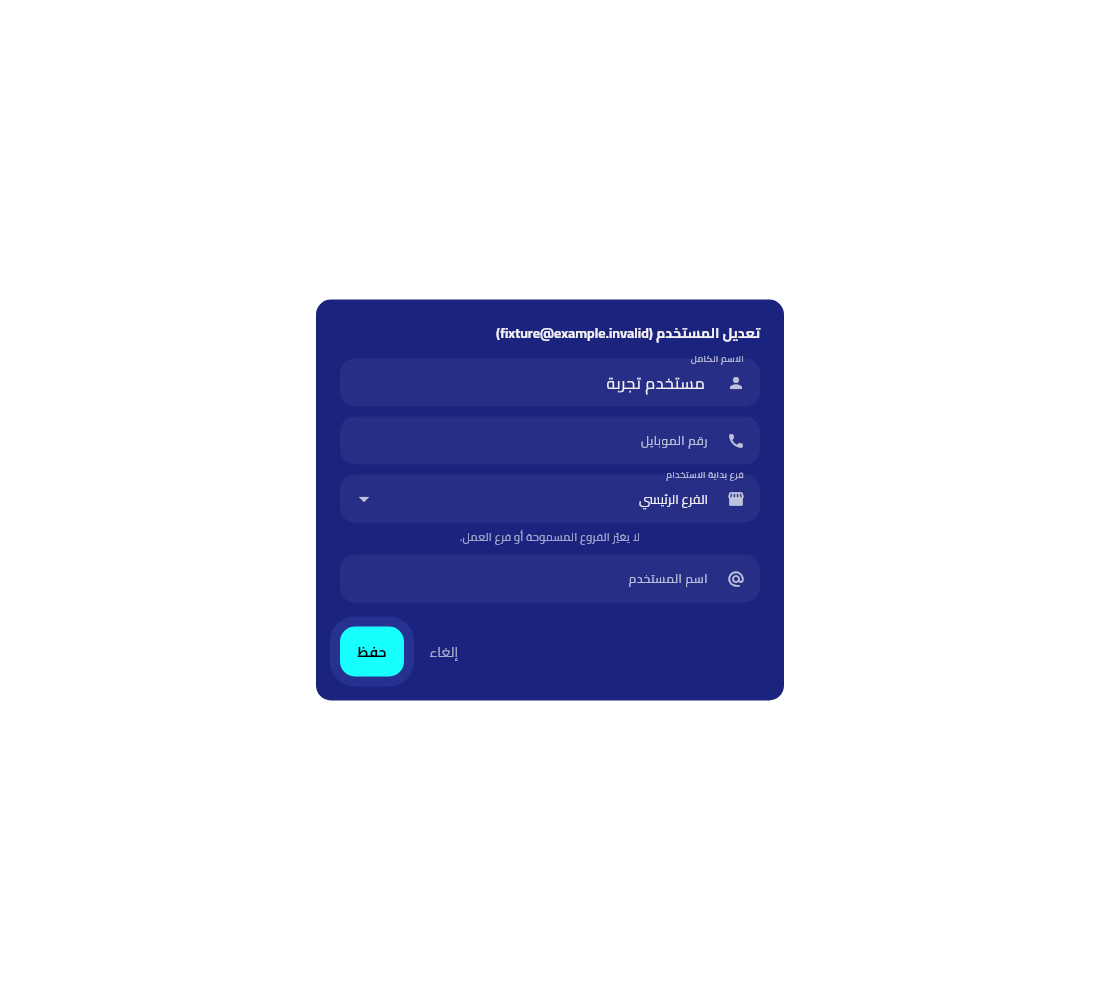 تعديل المستخدم (fixture@example.invalid)
الاسم الكامل
مستخدم تجربة
رقم الموبايل
فرع بداية الاستخدام
الفرع الرئيسي
لا يغيّر الفروع المسموحة أو فرع العمل.
اسم المستخدم
إلغاء
حفظ